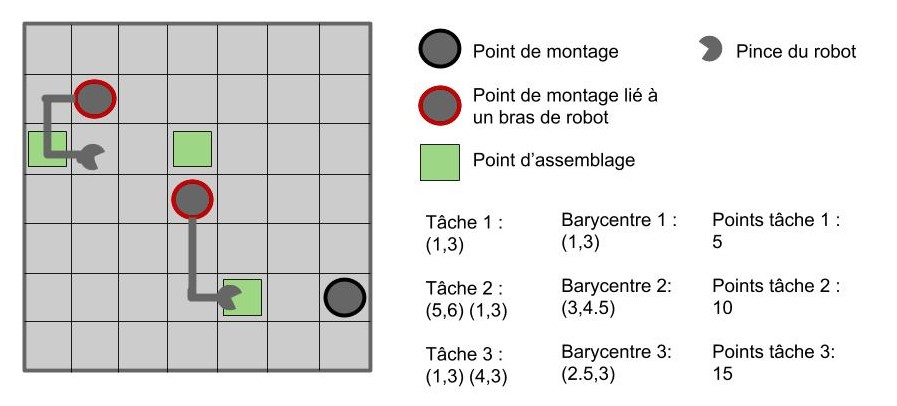 Point de montage
Pince du robot
Point de montage lié à
un bras de robot
Point d'assemblage
Tâche 1 :
(1,3)
Barycentre 1 :
(1,3)
Points tâche 1 :
5
Tâche 2 :
(5,6) (1,3)
Barycentre 2:
(3,4.5)
Points tâche 2 :
10
Tâche 3 :
(1,3) (4,3)
Barycentre 3:
(2.5,3)
Points tâche 3:
15